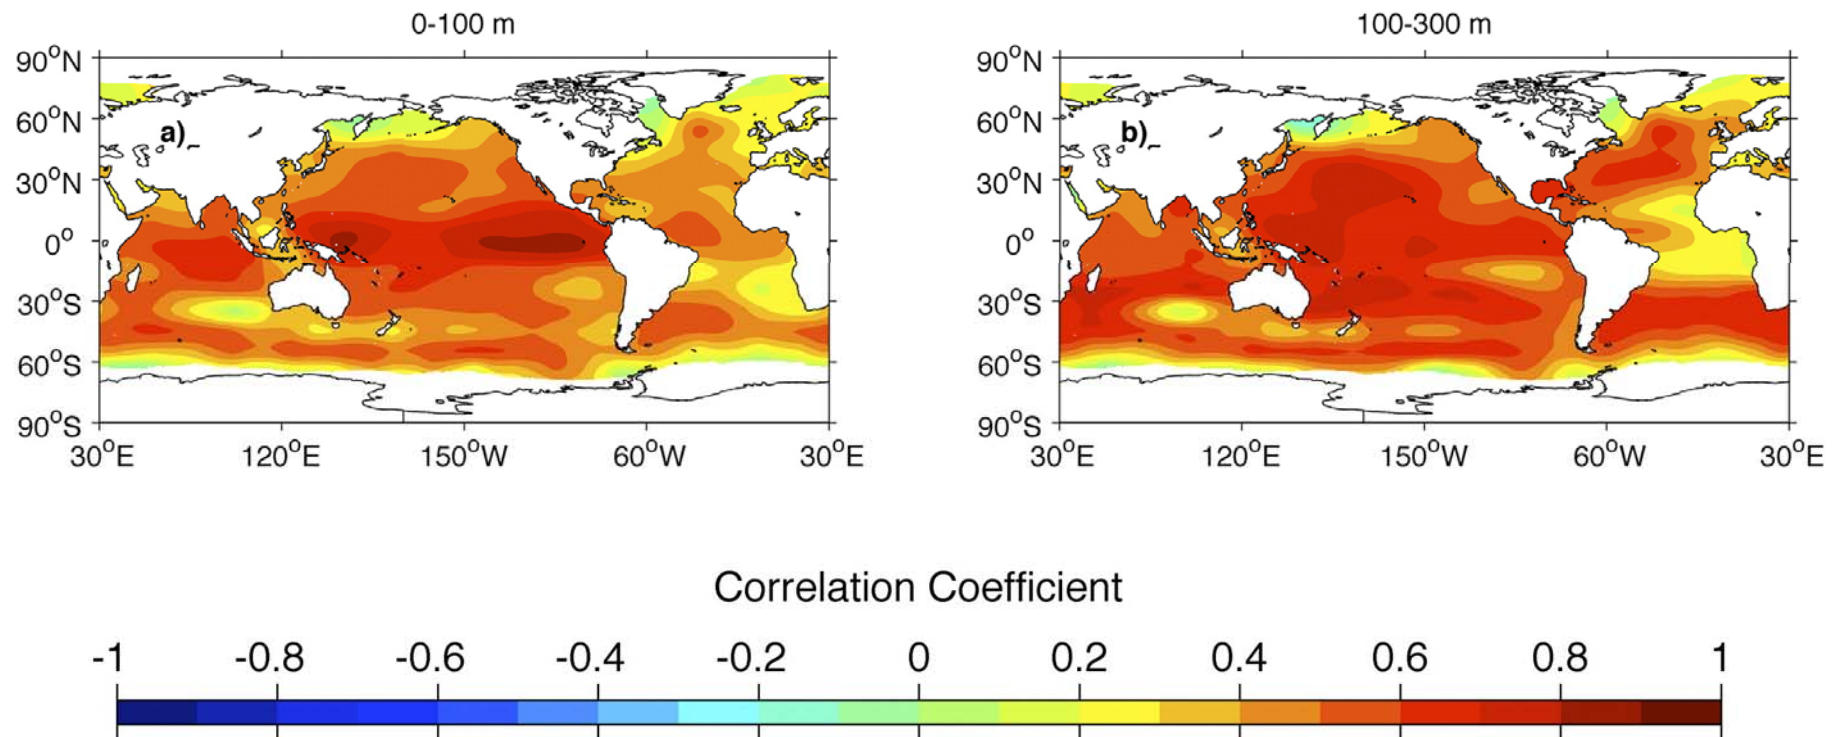 0-100 m
90°N
60°N
30°N
0°
30°S
60°S
90°S
a)
30°E 120°E 150°W 60°W 30°E
100-300 m
90°N
60°N
30°N
0°
30°S
60°S
90°S
b)
30°E 120°E 150°W 60°W 30°E
Correlation Coefficient
-1 -0.8 -0.6 -0.4 -0.2 0 0.2 0.4 0.6 0.8 1